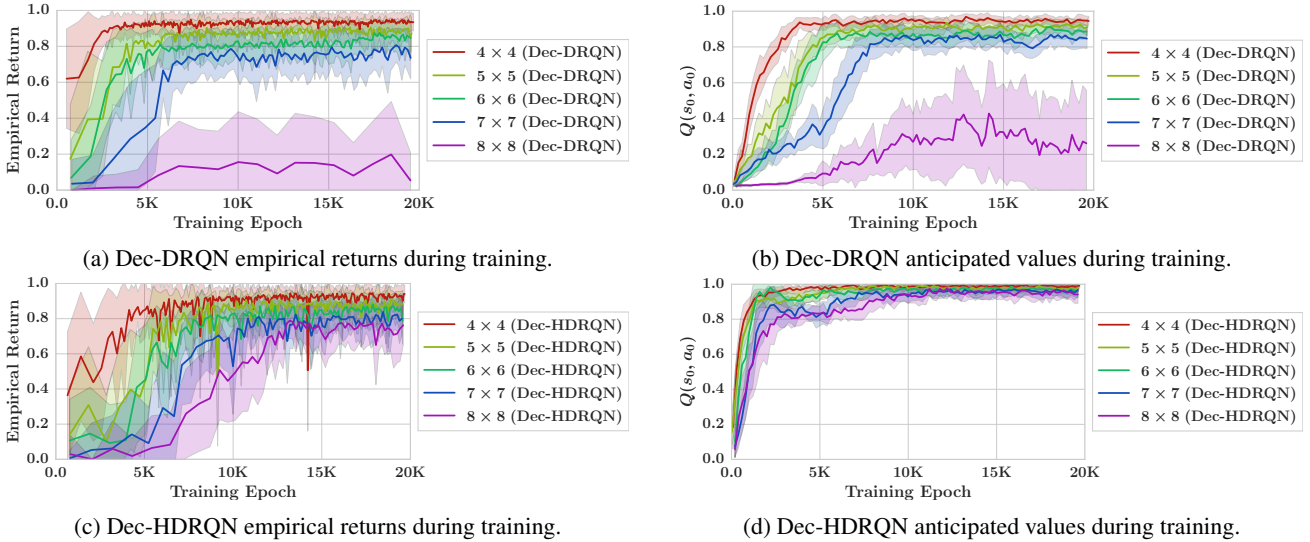 1.0
0.8
0.6
0.4
0.2
0.0
Empirical Return
0.0 5K 10K 15K 20K
Training Epoch
4 × 4 (Dec-DRQN)
5 × 5 (Dec-DRQN)
6 × 6 (Dec-DRQN)
7 × 7 (Dec-DRQN)
8 × 8 (Dec-DRQN)
(a) Dec-DRQN empirical returns during training.
1.0
0.8
0.6
0.4
0.2
0.0
Q(s₀, a₀)
0.0 5K 10K 15K 20K
Training Epoch
4 × 4 (Dec-DRQN)
5 × 5 (Dec-DRQN)
6 × 6 (Dec-DRQN)
7 × 7 (Dec-DRQN)
8 × 8 (Dec-DRQN)
(b) Dec-DRQN anticipated values during training.
1.0
0.8
0.6
0.4
0.2
0.0
Empirical Return
0.0 5K 10K 15K 20K
Training Epoch
4 × 4 (Dec-HDRQN)
5 × 5 (Dec-HDRQN)
6 × 6 (Dec-HDRQN)
7 × 7 (Dec-HDRQN)
8 × 8 (Dec-HDRQN)
(c) Dec-HDRQN empirical returns during training.
1.0
0.8
0.6
0.4
0.2
0.0
Q(s₀, a₀)
0.0 5K 10K 15K 20K
Training Epoch
4 × 4 (Dec-HDRQN)
5 × 5 (Dec-HDRQN)
6 × 6 (Dec-HDRQN)
7 × 7 (Dec-HDRQN)
8 × 8 (Dec-HDRQN)
(d) Dec-HDRQN anticipated values during training.